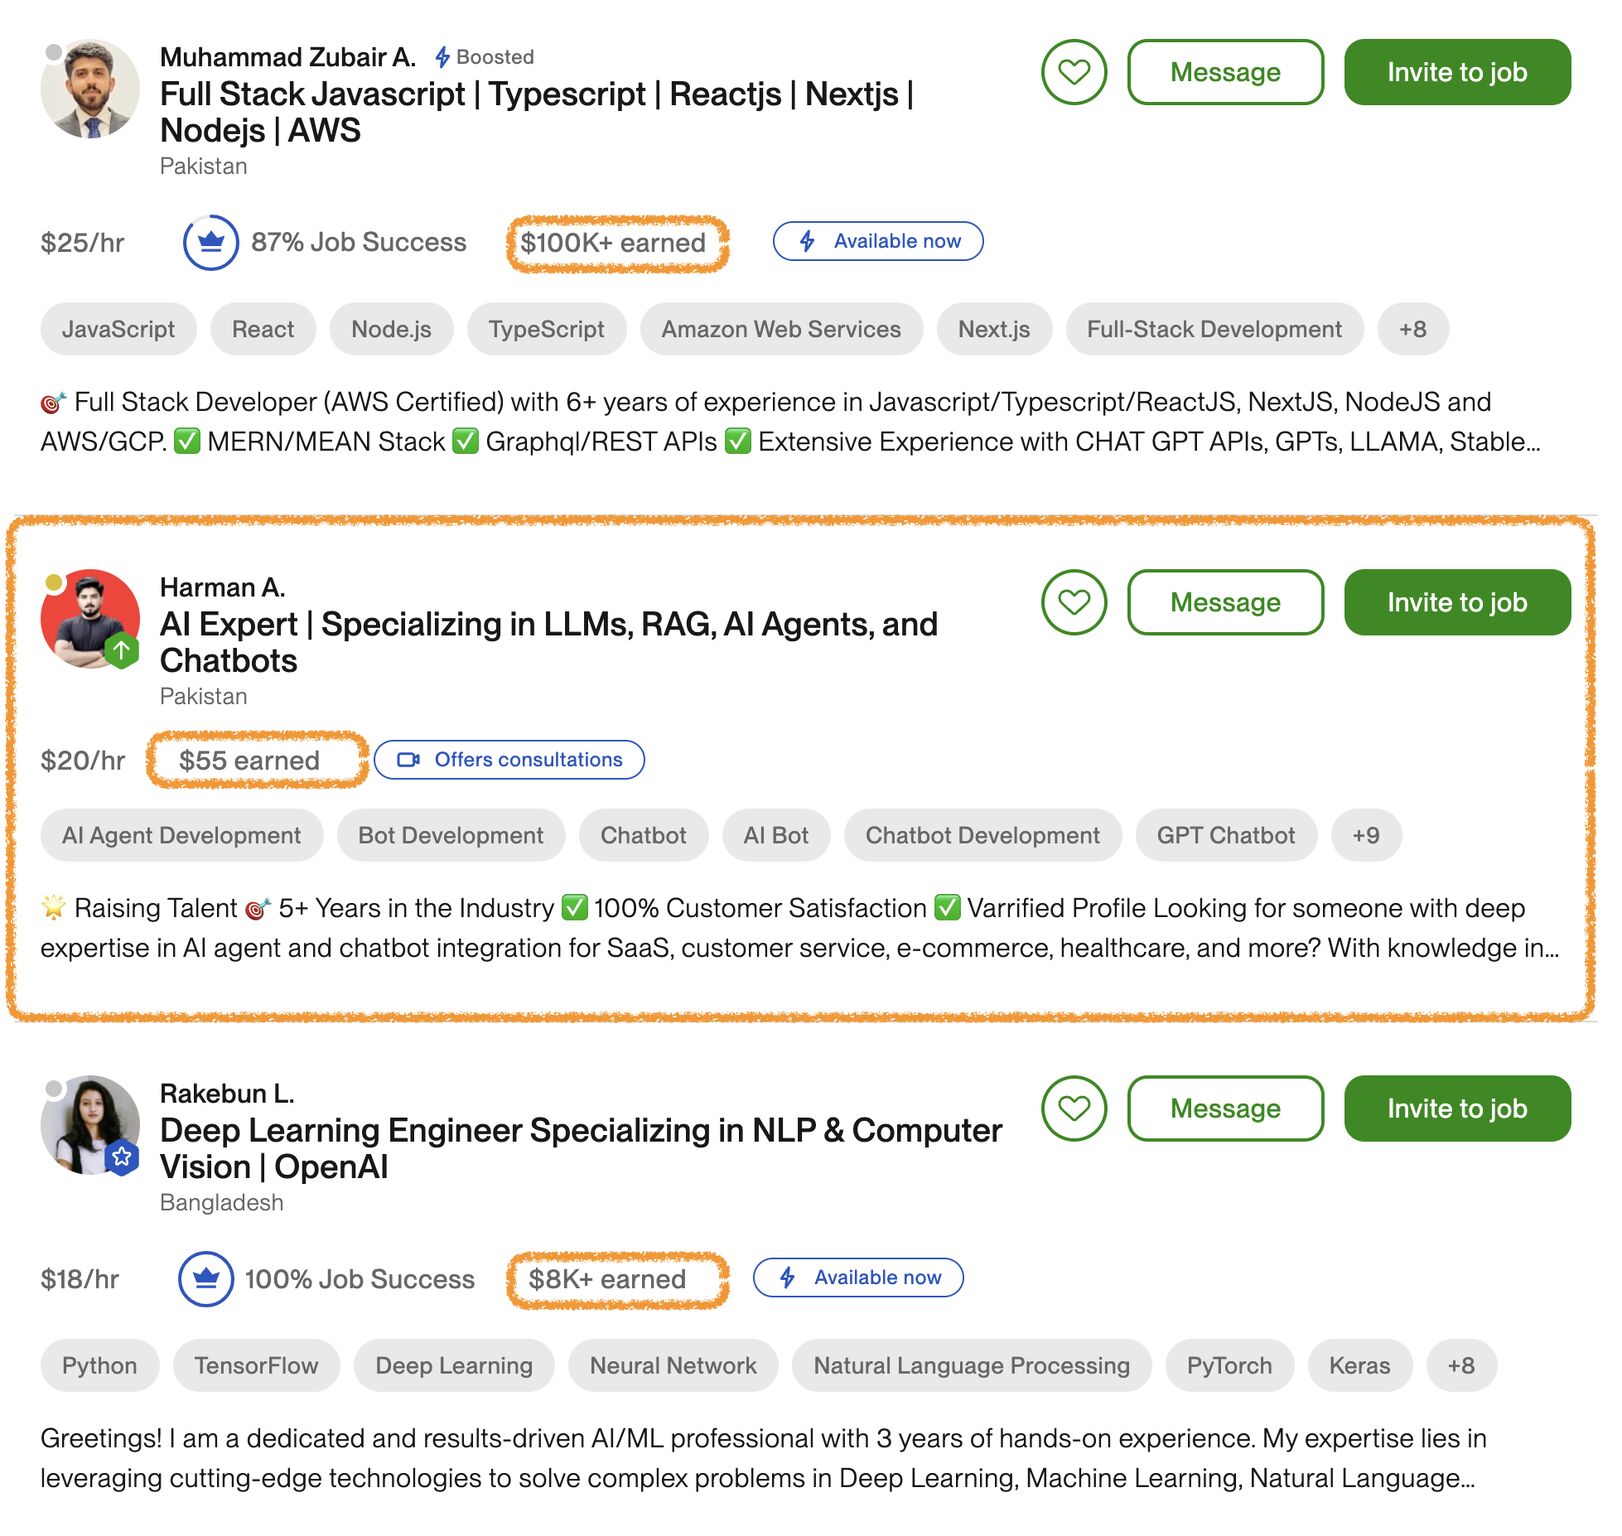 Muhammad Zubair A. Boosted
Full Stack Javascript | Typescript | Reactjs | Nextjs |
Nodejs | AWS
Pakistan
Message
Invite to job
$25/hr 87% Job Success $100K+ earned Available now
JavaScript React Node.js TypeScript Amazon Web Services Next.js Full-Stack Development +8
🎯 Full Stack Developer (AWS Certified) with 6+ years of experience in Javascript/Typescript/ReactJS, NextJS, NodeJS and
AWS/GCP. ✅ MERN/MEAN Stack ✅ Graphql/REST APIs ✅ Extensive Experience with CHAT GPT APIs, GPTs, LLAMA, Stable...
Harman A.
AI Expert | Specializing in LLMs, RAG, AI Agents, and
Chatbots
Pakistan
Message
Invite to job
$20/hr $55 earned Offers consultations
AI Agent Development Bot Development Chatbot AI Bot Chatbot Development GPT Chatbot +9
🌟 Raising Talent 🎯 5+ Years in the Industry ✅ 100% Customer Satisfaction ✅ Varrified Profile Looking for someone with deep
expertise in AI agent and chatbot integration for SaaS, customer service, e-commerce, healthcare, and more? With knowledge in...
Rakebun L.
Deep Learning Engineer Specializing in NLP & Computer
Vision | OpenAI
Bangladesh
Message
Invite to job
$18/hr 100% Job Success $8K+ earned Available now
Python TensorFlow Deep Learning Neural Network Natural Language Processing PyTorch Keras +8
Greetings! I am a dedicated and results-driven AI/ML professional with 3 years of hands-on experience. My expertise lies in
leveraging cutting-edge technologies to solve complex problems in Deep Learning, Machine Learning, Natural Language...